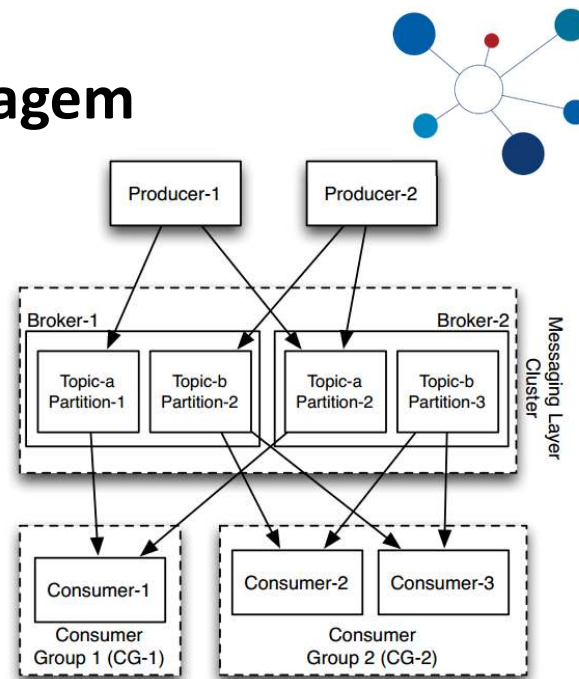 agem
Producer-1
Producer-2
Broker-1
Broker-2
Topic-a
Partition-1
Topic-b
Partition-2
Topic-a
Partition-2
Topic-b
Partition-3
Messaging Layer
Cluster
Consumer-1
Consumer
Group 1 (CG-1)
Consumer-2
Consumer-3
Consumer
Group 2 (CG-2)